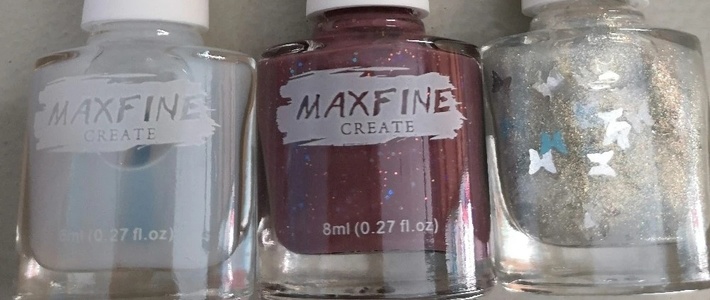 MAXFINE
CREATE
8ml (0.27 fl.oz)
MAXFINE
CREATE
8ml (0.27 fl.oz)